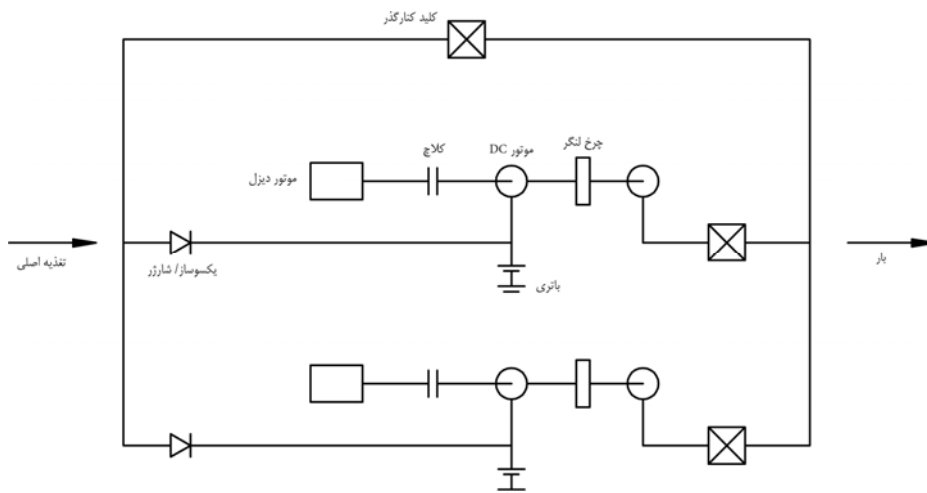 کلید کنارگذر
چرخ لنگر
موتور DC
کلاچ
موتور دیزل
تغذیه اصلی
یکسوساز/ شارژر
باتری
بار